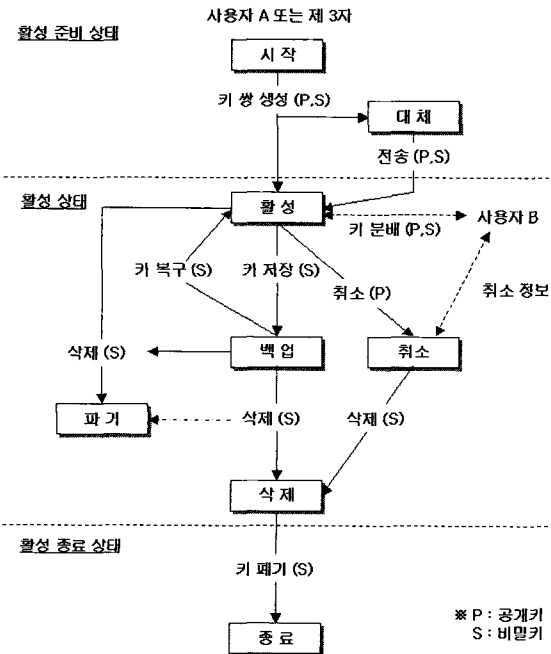 사용자 A 또는 제 3자
활성 준비 상태
시 작
키 쌍 생성 (P,S)
대 체
전송 (P,S)
활성 상태
활 성
사용자 B
키 분배 (P,S)
키 복구 (S)
키 저장 (S)
취소 (P)
취소 정보
삭제 (S)
백 업
취 소
파 기
삭제 (S)
삭제 (S)
삭 제
활성 종료 상태
키 폐기 (S)
종 료
※ P : 공개키
S : 비밀키